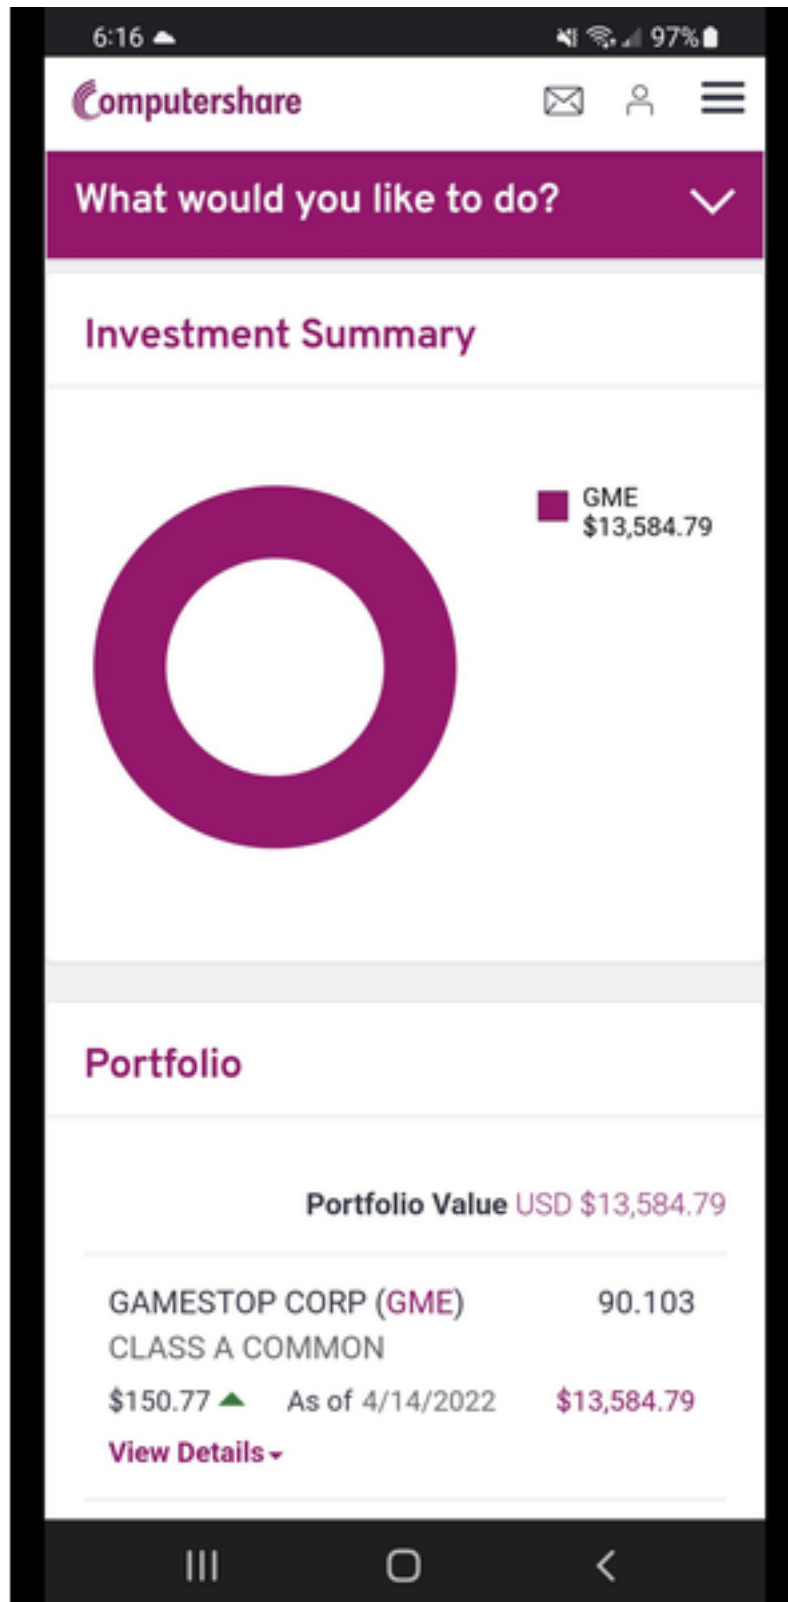 6:16 97%
Computershare
What would you like to do?
Investment Summary
GME
$13,584.79
Portfolio
Portfolio Value USD $13,584.79
GAMESTOP CORP (GME) 90.103
CLASS A COMMON
$150.77 As of 4/14/2022 $13,584.79
View Details